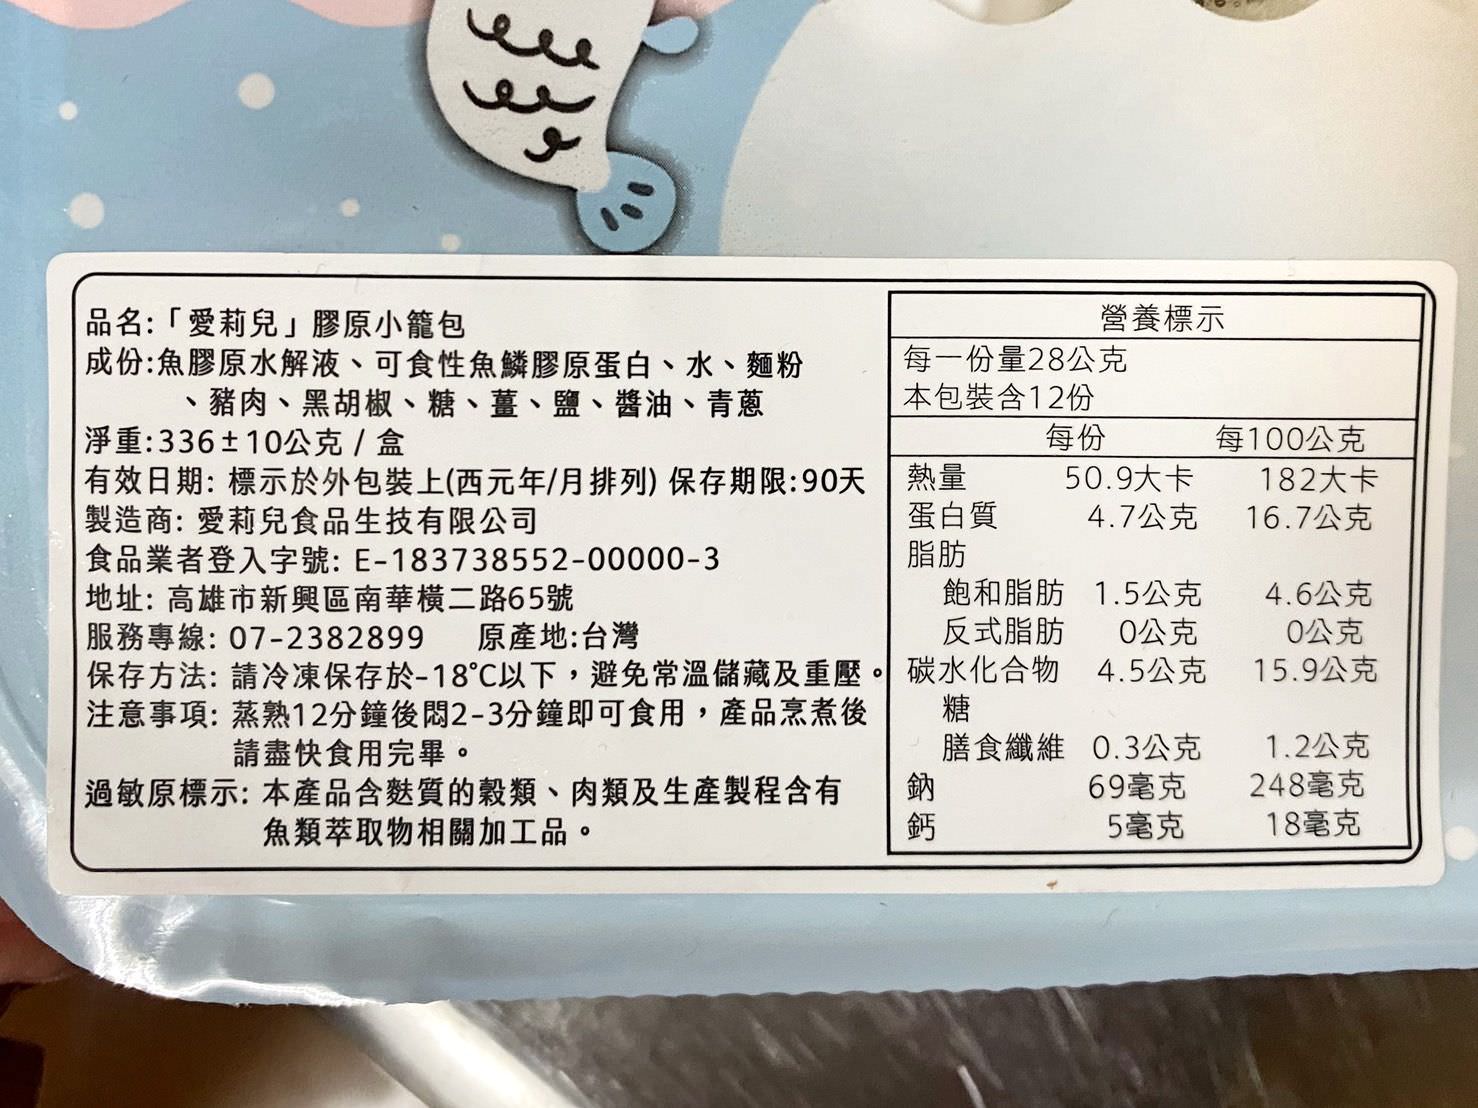 品名:「愛莉兒」膠原小籠包
成份:魚膠原水解液、可食性魚鱗膠原蛋白、水、麵粉
、豬肉、黑胡椒、糖、薑、鹽、醬油、青蔥
淨重:336±10公克 / 盒
有效日期: 標示於外包裝上(西元年/月排列) 保存期限:90天
製造商: 愛莉兒食品生技有限公司
食品業者登入字號: E-183738552-00000-3
地址: 高雄市新興區南華橫二路65號
服務專線: 07-2382899 原產地:台灣
保存方法: 請冷凍保存於-18℃以下，避免常溫儲藏及重壓。
注意事項: 蒸熟12分鐘後悶2-3分鐘即可食用，產品烹煮後
請盡快食用完畢。
過敏原標示: 本產品含麩質的穀類、肉類及生產製程含有
魚類萃取物相關加工品。
營養標示
每一份量28公克
本包裝含12份
每份 每100公克
熱量 50.9大卡 182大卡
蛋白質 4.7公克 16.7公克
脂肪
飽和脂肪 1.5公克 4.6公克
反式脂肪 0公克 0公克
碳水化合物 4.5公克 15.9公克
糖
膳食纖維 0.3公克 1.2公克
鈉 69毫克 248毫克
鈣 5毫克 18毫克